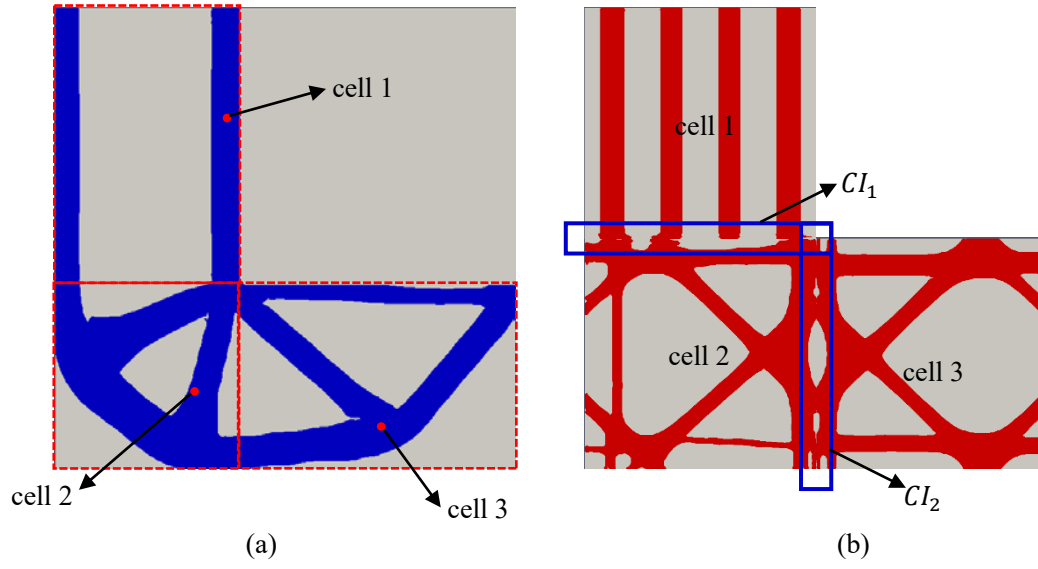 cell 1
cell 2
cell 3
(a)
cell 1
CI₁
cell 2
cell 3
CI₂
(b)